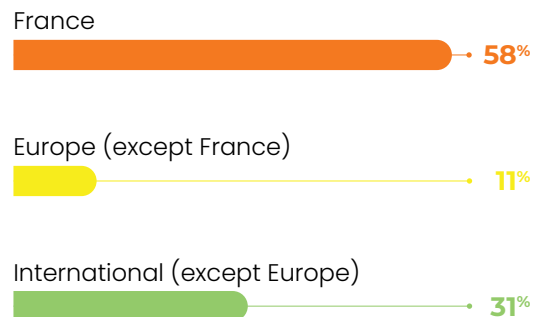 France
58%
Europe (except France)
11%
International (except Europe)
31%